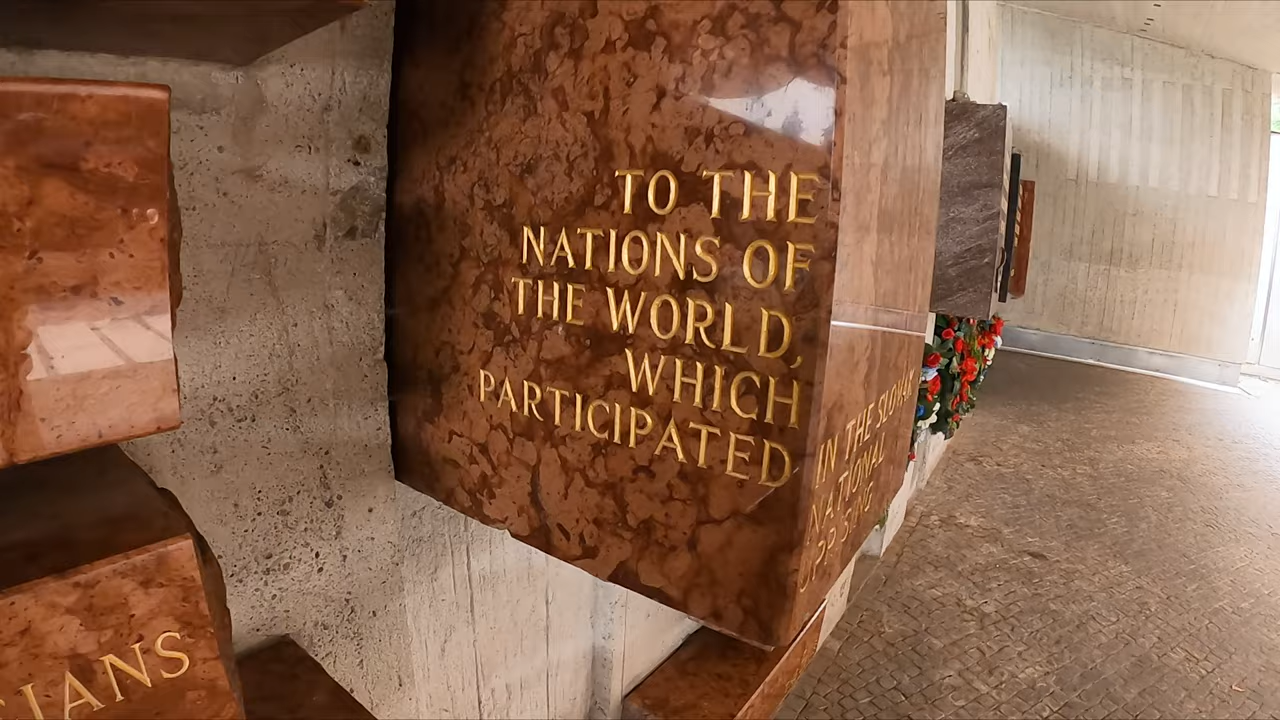 TO THE
NATIONS OF
THE WORLD,
WHICH
PARTICIPATED
IN THE SLOVAK
NATIONAL
UPRISING
IANS